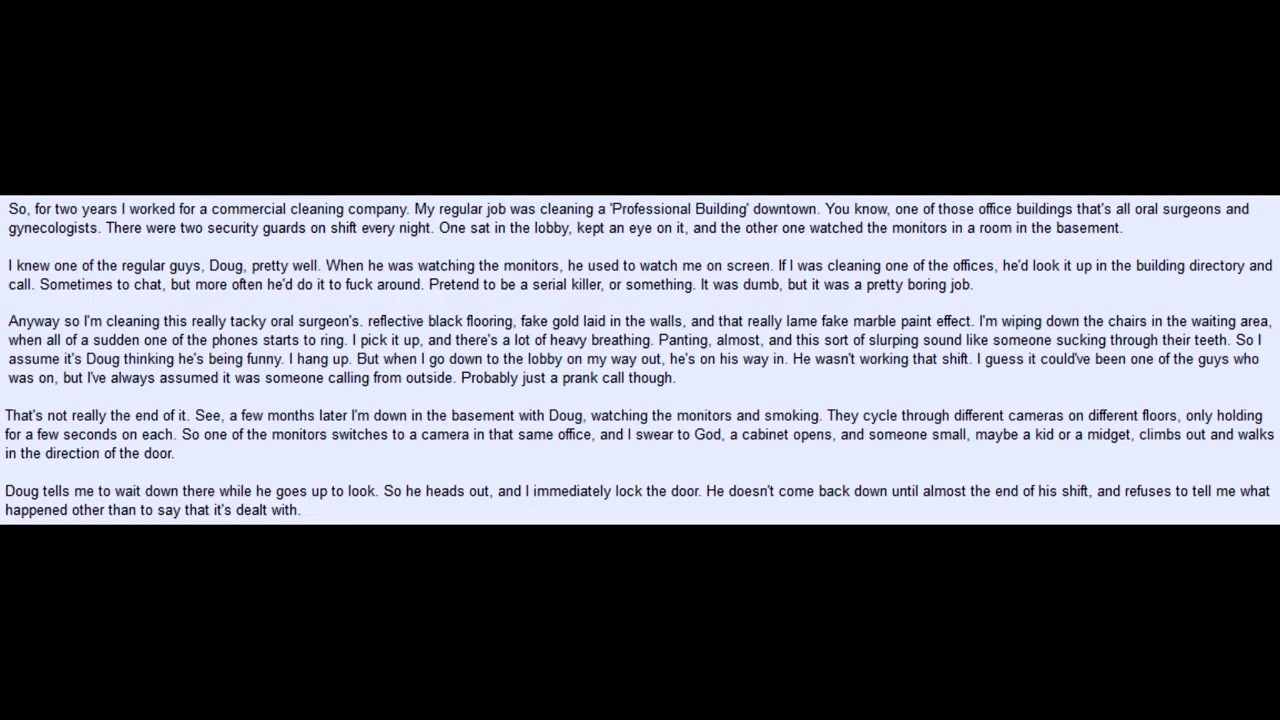 So, for two years I worked for a commercial cleaning company. My regular job was cleaning a 'Professional Building' downtown. You know, one of those office buildings that's all oral surgeons and
gynecologists. There were two security guards on shift every night. One sat in the lobby, kept an eye on it, and the other one watched the monitors in a room in the basement.
I knew one of the regular guys, Doug, pretty well. When he was watching the monitors, he used to watch me on screen. If I was cleaning one of the offices, he'd look it up in the building directory and
call. Sometimes to chat, but more often he'd do it to fuck around. Pretend to be a serial killer, or something. It was dumb, but it was a pretty boring job.
Anyway so I'm cleaning this really tacky oral surgeon's. reflective black flooring, fake gold laid in the walls, and that really lame fake marble paint effect. I'm wiping down the chairs in the waiting area,
when all of a sudden one of the phones starts to ring. I pick it up, and there's a lot of heavy breathing. Panting, almost, and this sort of slurping sound like someone sucking through their teeth. So I
assume it's Doug thinking he's being funny. I hang up. But when I go down to the lobby on my way out, he's on his way in. He wasn't working that shift. I guess it could've been one of the guys who
was on, but I've always assumed it was someone calling from outside. Probably just a prank call though.
That's not really the end of it. See, a few months later I'm down in the basement with Doug, watching the monitors and smoking. They cycle through different cameras on different floors, only holding
for a few seconds on each. So one of the monitors switches to a camera in that same office, and I swear to God, a cabinet opens, and someone small, maybe a kid or a midget, climbs out and walks
in the direction of the door.
Doug tells me to wait down there while he goes up to look. So he heads out, and I immediately lock the door. He doesn't come back down until almost the end of his shift, and refuses to tell me what
happened other than to say that it's dealt with.